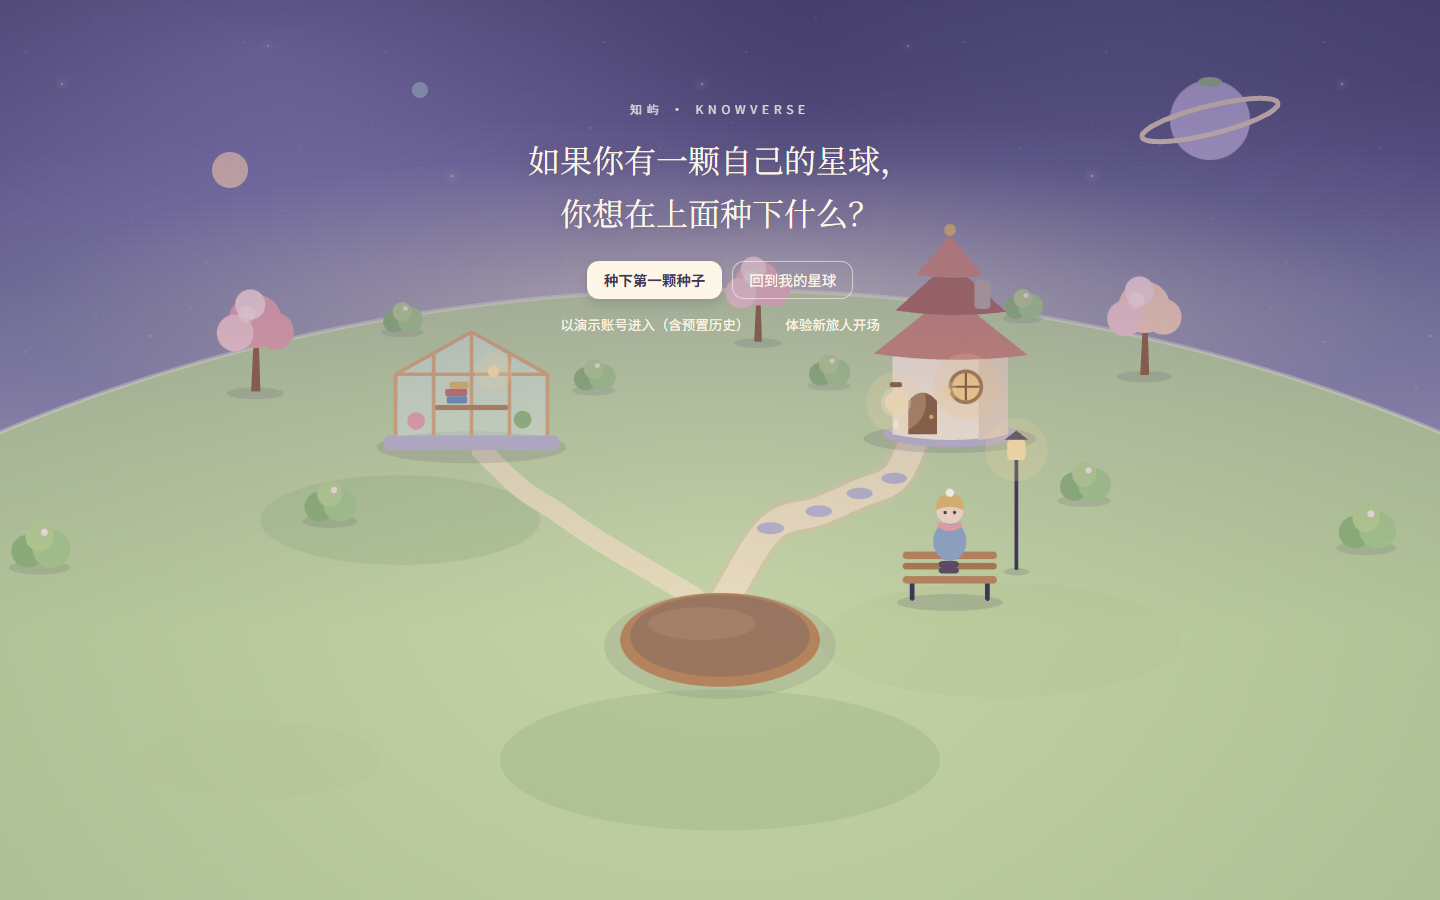 知屿 · KNOWVERSE
如果你有一颗自己的星球，
你想在上面种下什么？
种下第一颗种子 回到我的星球
以演示账号进入（含预置历史） 体验新旅人开场